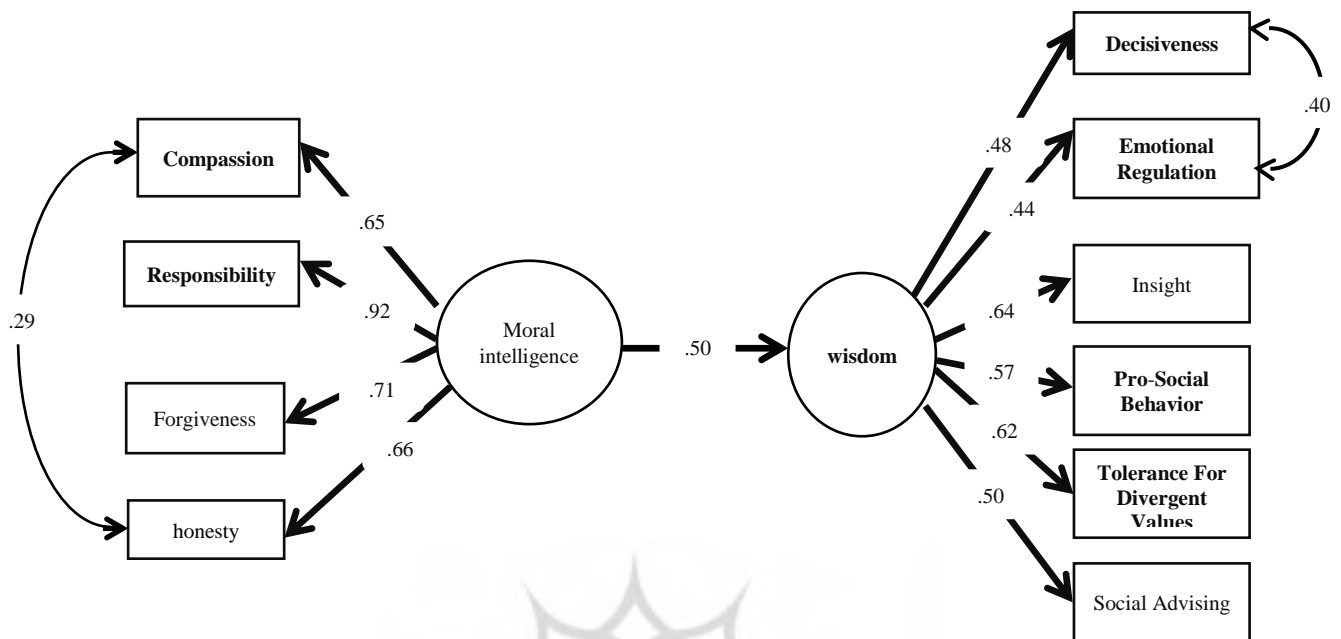 Decisiveness
.40
.48
Compassion
Emotional
Regulation
.44
.65
Responsibility
Insight
.64
.29
.92
Moral
intelligence
.50
wisdom
.57
Pro-Social
Behavior
.71
Forgiveness
.62
.66
Tolerance For
Divergent
Values
.50
honesty
Social Advising